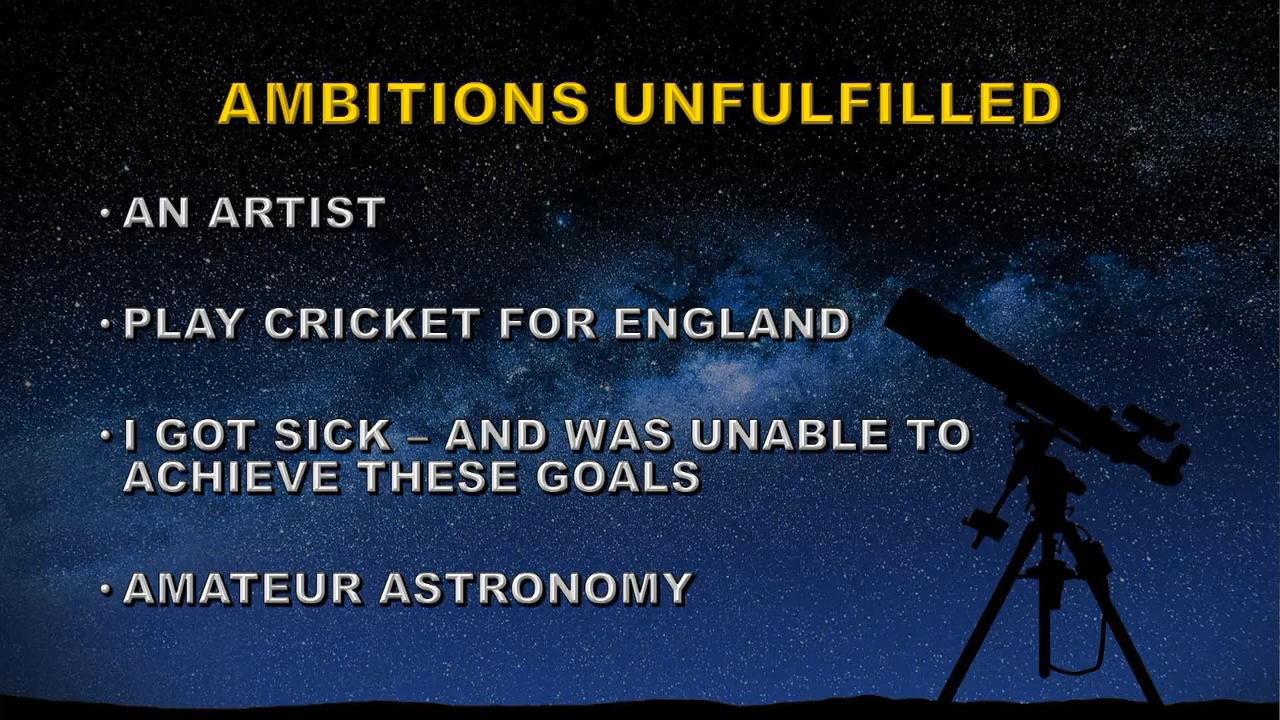 AMBITIONS UNFULFILLED
• AN ARTIST
• PLAY CRICKET FOR ENGLAND
• I GOT SICK – AND WAS UNABLE TO
ACHIEVE THESE GOALS
• AMATEUR ASTRONOMY